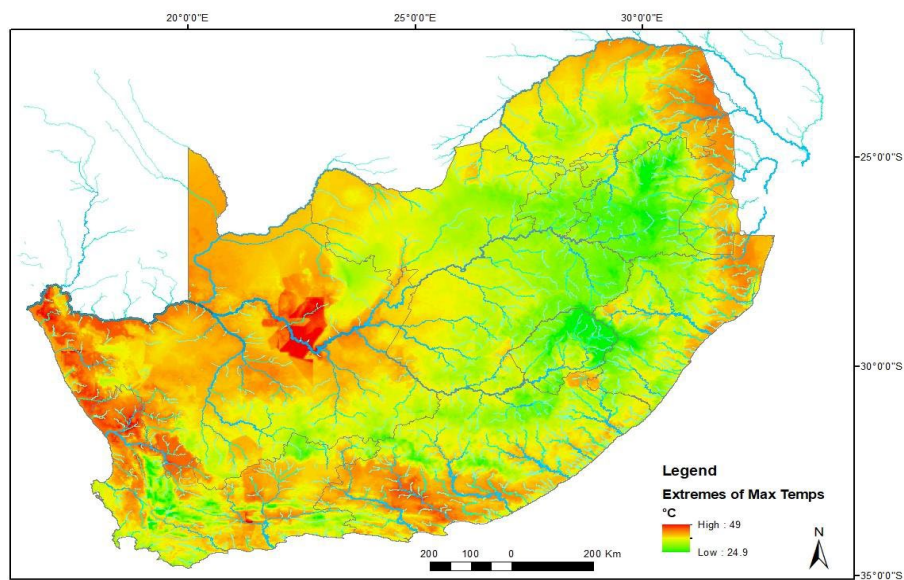 20°0'0"E 25°0'0"E 30°0'0"E
25°0'0"S
30°0'0"S
Legend
Extremes of Max Temps
°C
High : 49
Low : 24.9
N
200 100 0 200 Km
35°0'0"S